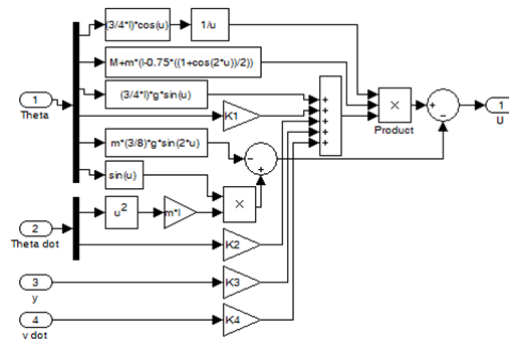 (3/4*l)*cos(u)
1/u
M+m*(l-0.75*((1+cos(2*u))/2))
1
Theta
(3/4*l)*g*sin(u)
K1
+
+
+
+
+
×
Product
+
−
1
U
m*(3/8)*g*sin(2*u)
−
+
sin(u)
×
2
Theta dot
u²
m*l
K2
3
y
K3
4
y dot
K4